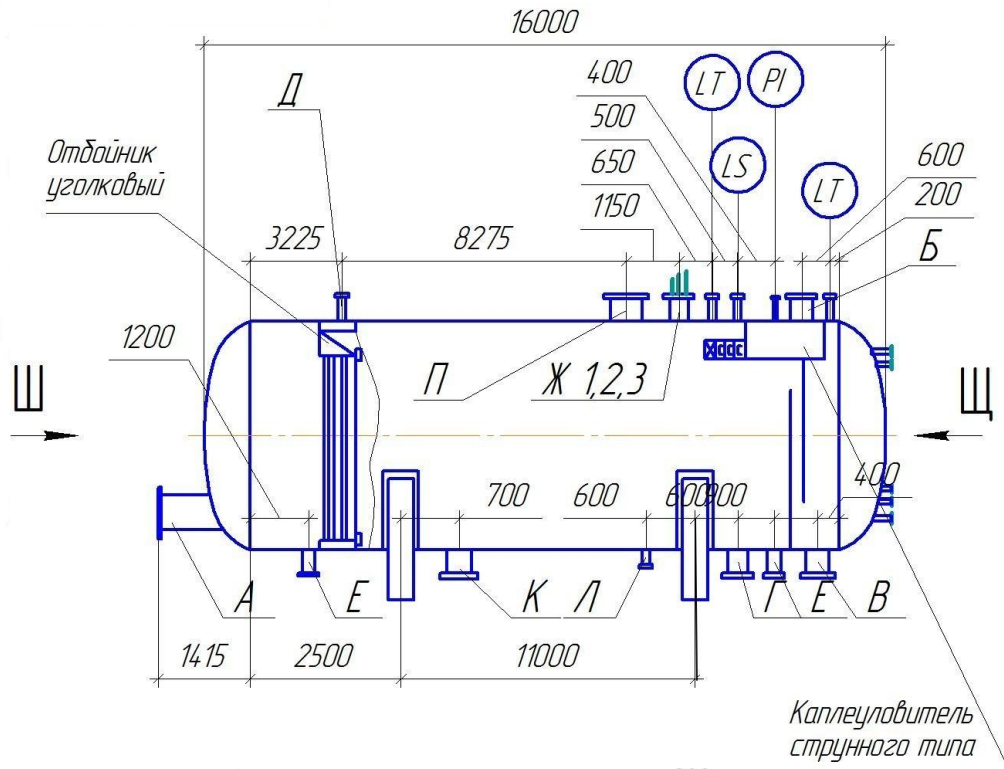 16000
Д
400
LT
PI
Отбойник
уголковый
500
LS
600
650
LT
200
3225
8275
1150
Б
1200
П
Ж 1,2,3
Ш
Щ
700
600
600
900
400
А
Е
К
Л
Г
Е
В
1415
2500
11000
Каплеуловитель
струнного типа